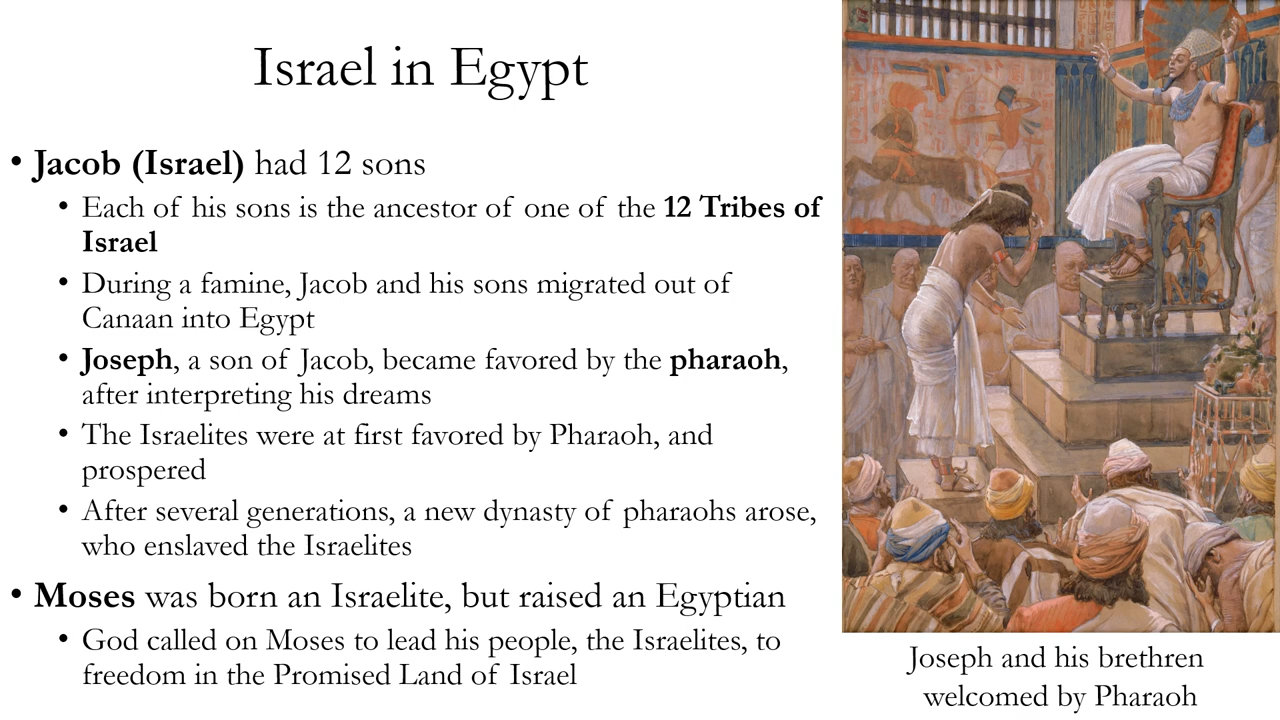 Israel in Egypt
• Jacob (Israel) had 12 sons
• Each of his sons is the ancestor of one of the 12 Tribes of
Israel
• During a famine, Jacob and his sons migrated out of
Canaan into Egypt
• Joseph, a son of Jacob, became favored by the pharaoh,
after interpreting his dreams
• The Israelites were at first favored by Pharaoh, and
prospered
• After several generations, a new dynasty of pharaohs arose,
who enslaved the Israelites
• Moses was born an Israelite, but raised an Egyptian
• God called on Moses to lead his people, the Israelites, to
freedom in the Promised Land of Israel
Joseph and his brethren
welcomed by Pharaoh